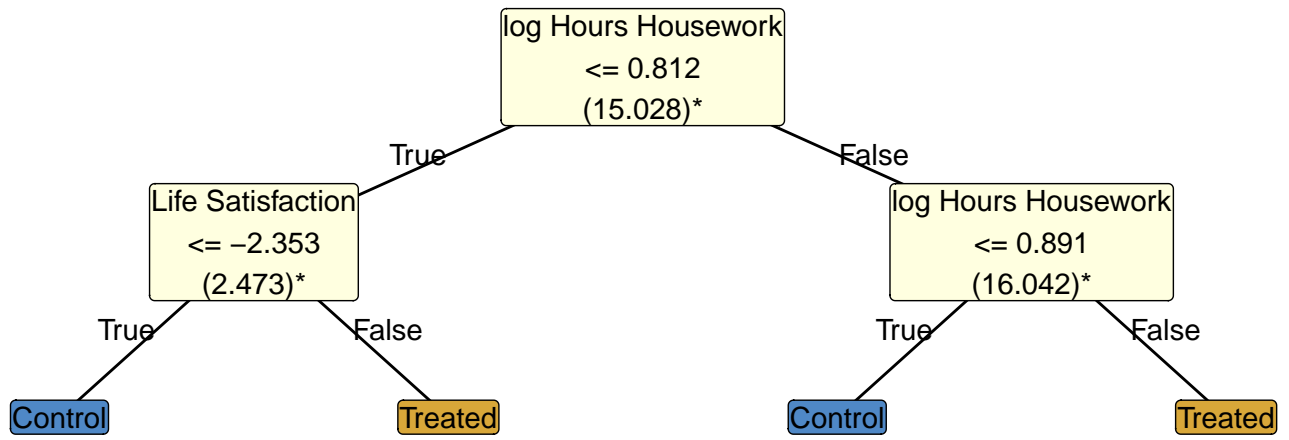 log Hours Housework
<= 0.812
(15.028)*
True
False
Life Satisfaction
<= −2.353
(2.473)*
log Hours Housework
<= 0.891
(16.042)*
True
False
True
False
Control
Treated
Control
Treated